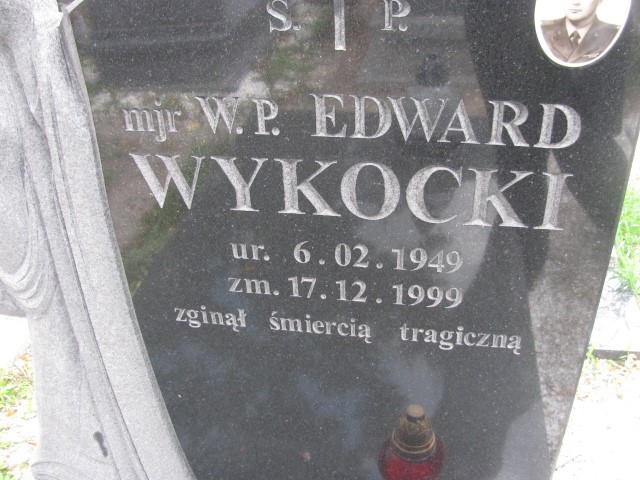 Ś. P.
mjr W.P. EDWARD
WYKOCKI
ur. 6.02.1949
zm. 17.12.1999
zginął śmiercią tragiczną